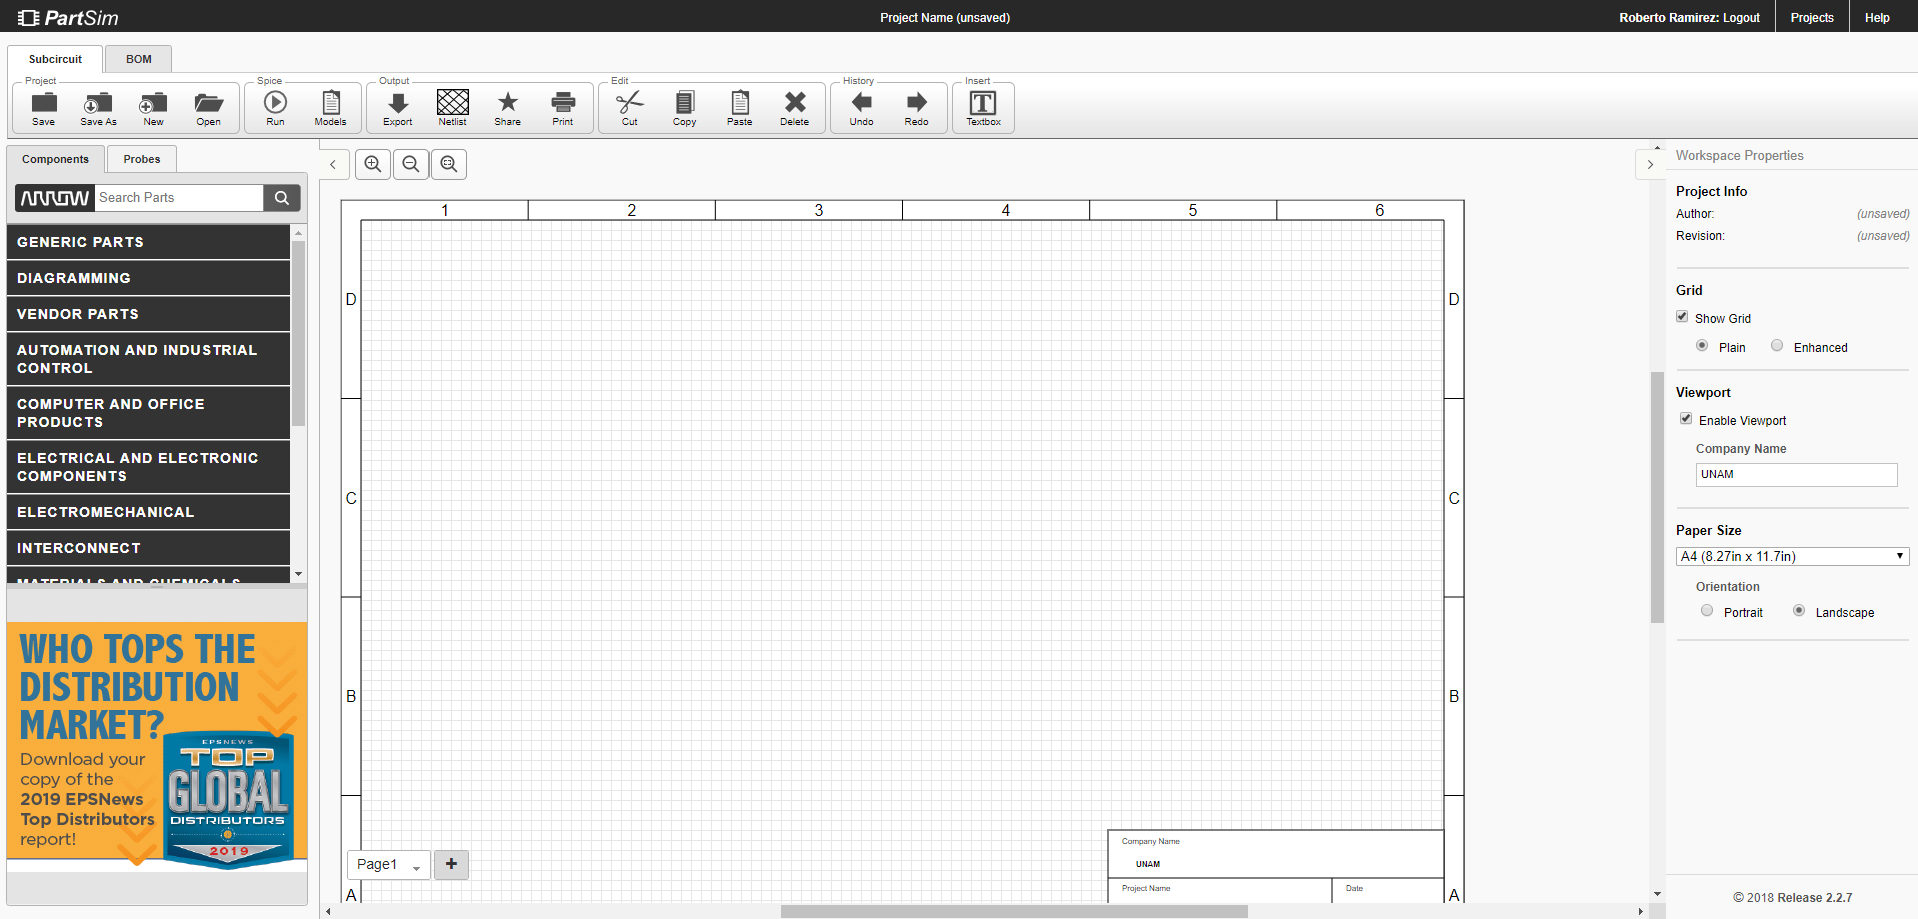 PartSim
Project Name (unsaved)
Roberto Ramirez: Logout
Projects
Help
Subcircuit
BOM
Project
Save
Save As
New
Open
Spice
Run
Models
Output
Export
Netlist
Share
Print
Edit
Cut
Copy
Paste
Delete
History
Undo
Redo
Insert
Textbox
Components
Probes
ARROW
Search Parts
GENERIC PARTS
DIAGRAMMING
VENDOR PARTS
AUTOMATION AND INDUSTRIAL
CONTROL
COMPUTER AND OFFICE
PRODUCTS
ELECTRICAL AND ELECTRONIC
COMPONENTS
ELECTROMECHANICAL
INTERCONNECT
MATERIALS AND CHEMICALS
WHO TOPS THE
DISTRIBUTION
MARKET?
Download your
copy of the
2019 EPSNews
Top Distributors
report!
EPSNEWS
TOP
GLOBAL
DISTRIBUTORS
2019
1 2 3 4 5 6
D D
C C
B B
A A
Company Name
UNAM
Project Name
Date
Page1
Workspace Properties
Project Info
Author: (unsaved)
Revision: (unsaved)
Grid
Show Grid
Plain Enhanced
Viewport
Enable Viewport
Company Name
UNAM
Paper Size
A4 (8.27in x 11.7in)
Orientation
Portrait Landscape
© 2018 Release 2.2.7